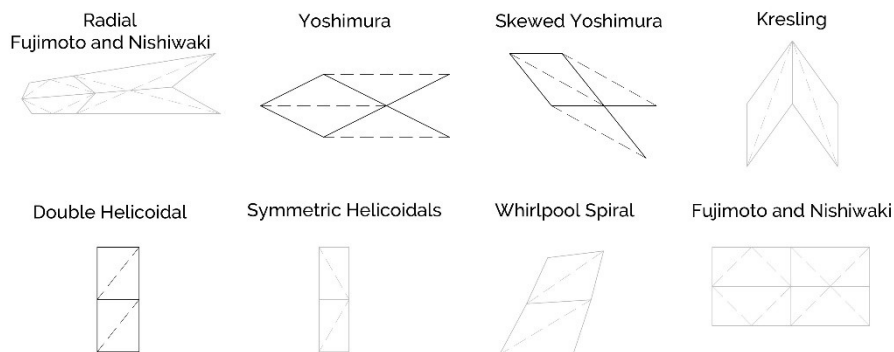 Radial
Fujimoto and Nishiwaki
Yoshimura
Skewed Yoshimura
Kresling
Double Helicoidal
Symmetric Helicoidals
Whirlpool Spiral
Fujimoto and Nishiwaki